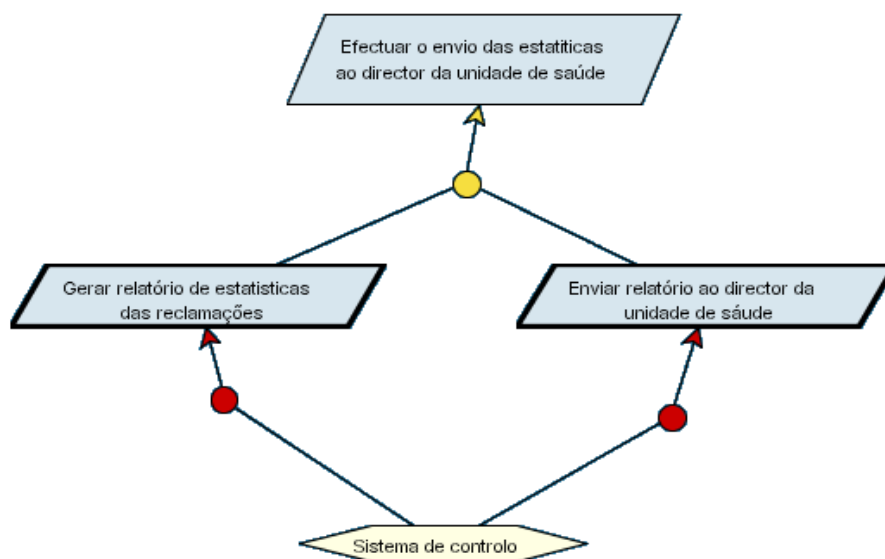 Efectuar o envio das estatíticas
ao director da unidade de saúde
Gerar relatório de estatisticas
das reclamações
Enviar relatório ao director da
unidade de sáude
Sistema de controlo